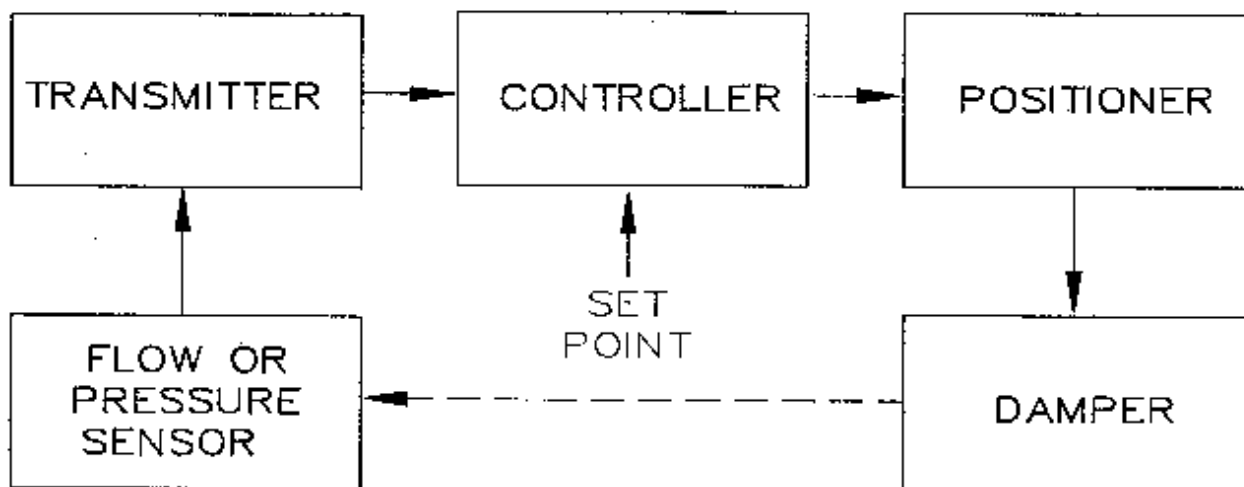 TRANSMITTER
CONTROLLER
POSITIONER
SET
POINT
FLOW OR
PRESSURE
SENSOR
DAMPER